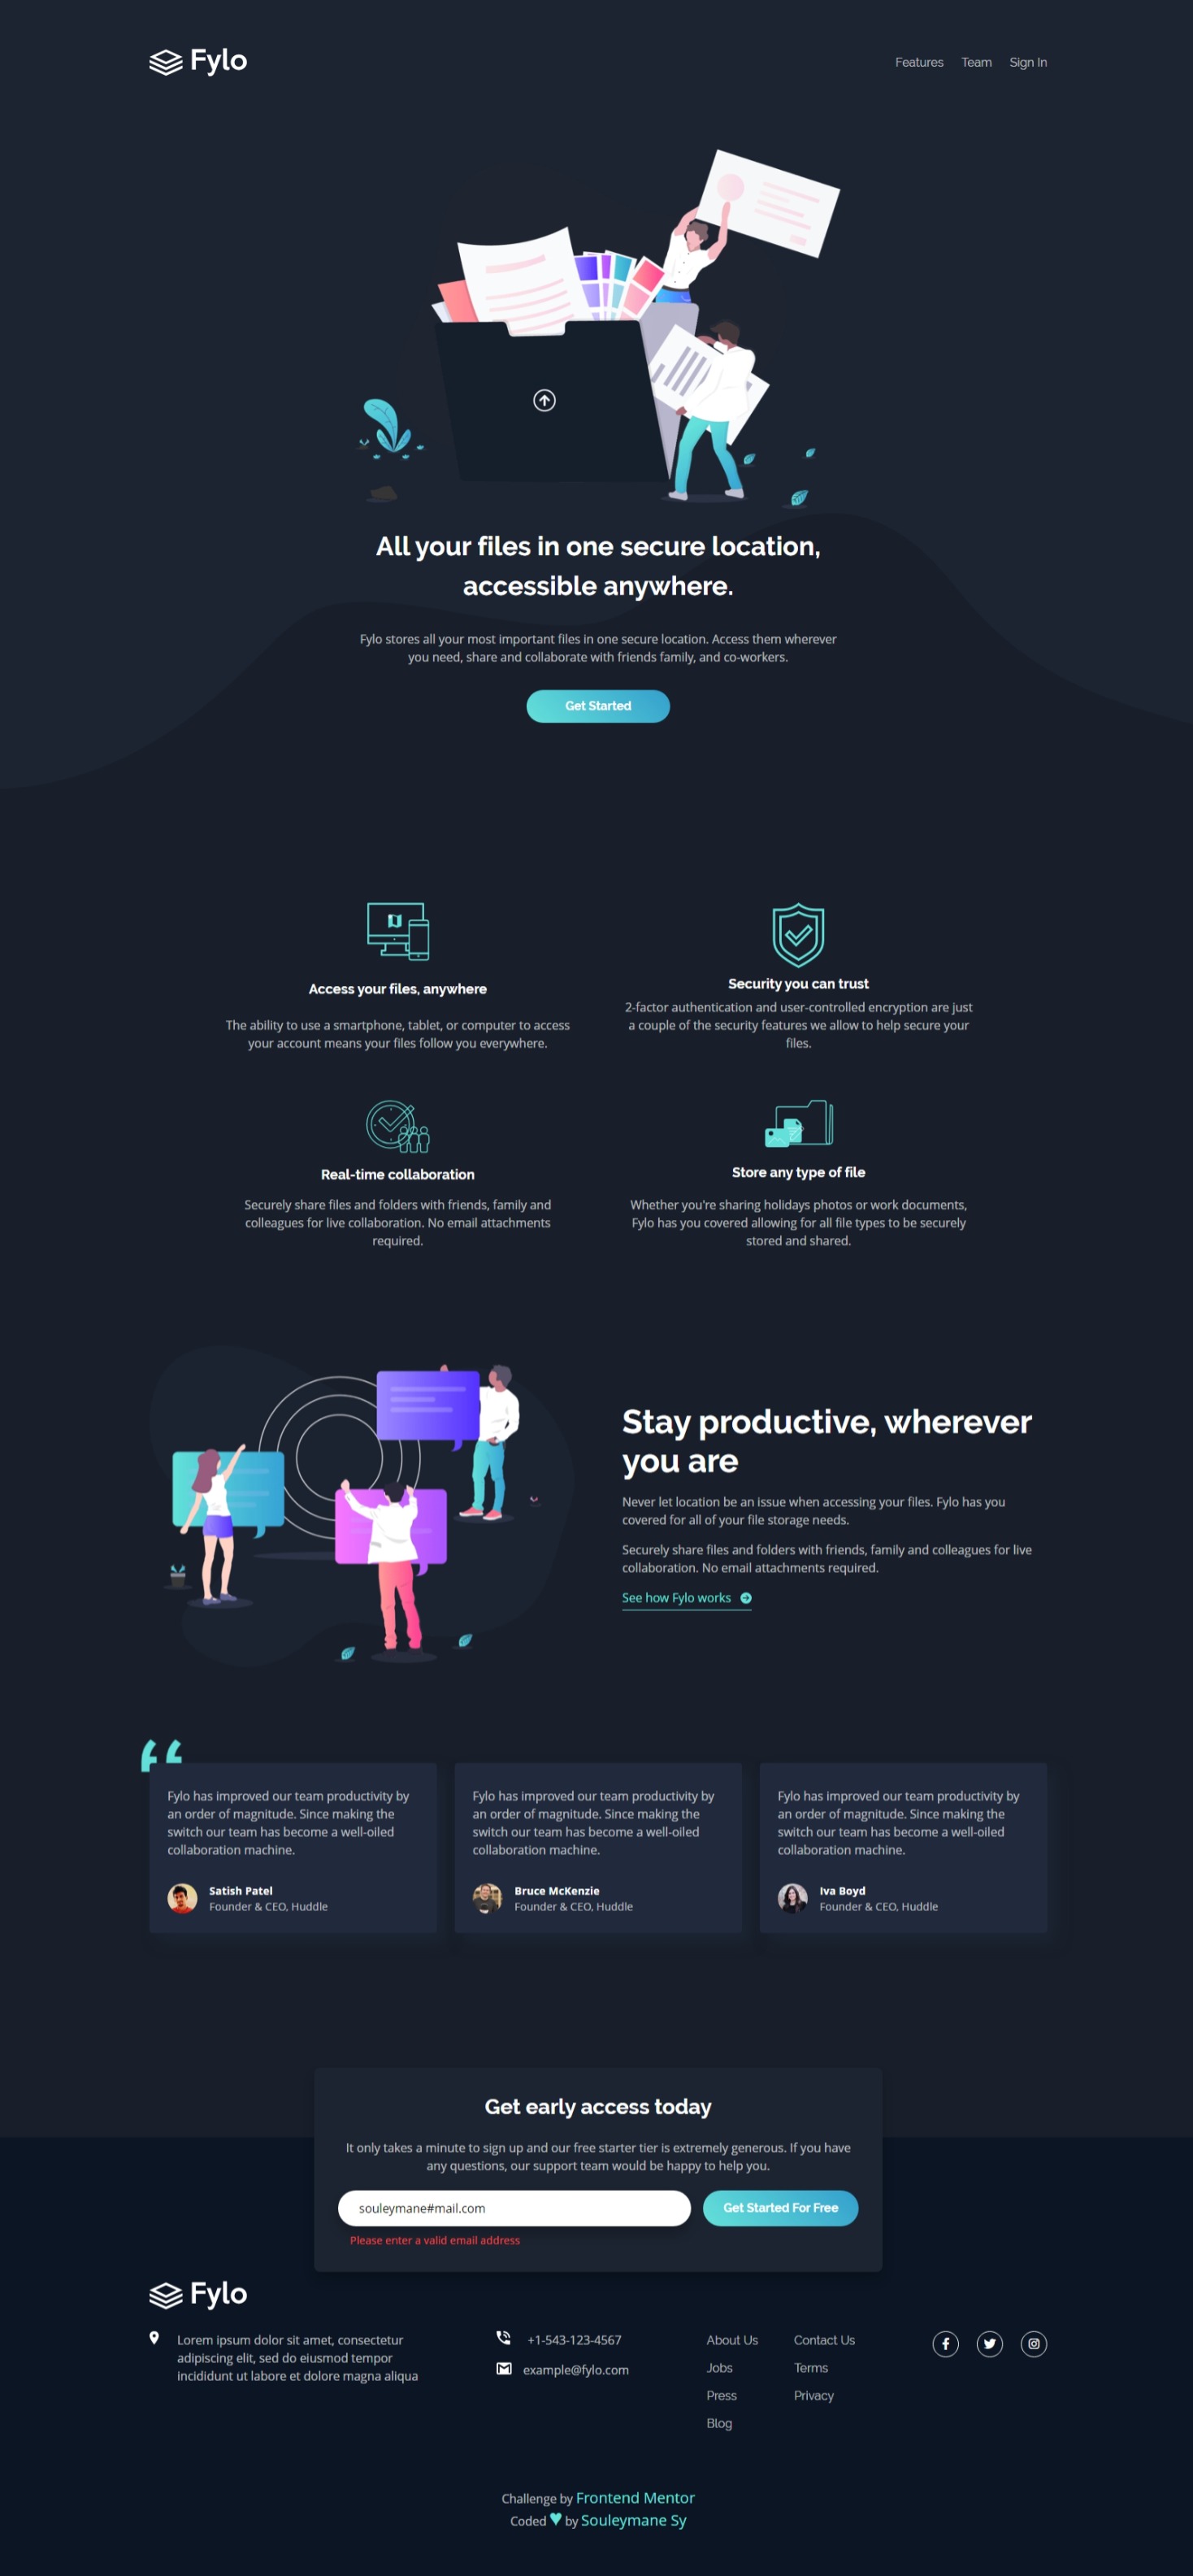 Fylo
Features Team Sign In
All your files in one secure location,
accessible anywhere.
Fylo stores all your most important files in one secure location. Access them wherever
you need, share and collaborate with friends family, and co-workers.
Get Started
Access your files, anywhere
The ability to use a smartphone, tablet, or computer to access
your account means your files follow you everywhere.
Security you can trust
2-factor authentication and user-controlled encryption are just
a couple of the security features we allow to help secure your
files.
Real-time collaboration
Securely share files and folders with friends, family and
colleagues for live collaboration. No email attachments
required.
Store any type of file
Whether you're sharing holidays photos or work documents,
Fylo has you covered allowing for all file types to be securely
stored and shared.
Stay productive, wherever
you are
Never let location be an issue when accessing your files. Fylo has you
covered for all of your file storage needs.
Securely share files and folders with friends, family and colleagues for live
collaboration. No email attachments required.
See how Fylo works
Fylo has improved our team productivity by
an order of magnitude. Since making the
switch our team has become a well-oiled
collaboration machine.
Satish Patel
Founder & CEO, Huddle
Fylo has improved our team productivity by
an order of magnitude. Since making the
switch our team has become a well-oiled
collaboration machine.
Bruce McKenzie
Founder & CEO, Huddle
Fylo has improved our team productivity by
an order of magnitude. Since making the
switch our team has become a well-oiled
collaboration machine.
Iva Boyd
Founder & CEO, Huddle
Get early access today
It only takes a minute to sign up and our free starter tier is extremely generous. If you have
any questions, our support team would be happy to help you.
souleymane#mail.com
Get Started For Free
Please enter a valid email address
Fylo
Lorem ipsum dolor sit amet, consectetur
adipiscing elit, sed do eiusmod tempor
incididunt ut labore et dolore magna aliqua
+1-543-123-4567
example@fylo.com
About Us
Jobs
Press
Blog
Contact Us
Terms
Privacy
Challenge by Frontend Mentor
Coded ♥ by Souleymane Sy